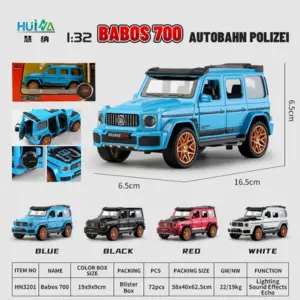 HUINA
慧纳
1:32 BABOS 700 AUTOBAHN POLIZEI
6.5cm
6.5cm
16.5cm
BLUE BLACK RED WHITE
ITEM NO NAME COLOR BOX SIZE PACKING QTY PACKING SIZE GW/NW FUNCTION
HN3201 Babos 700 19x9x9cm Blister Box 72pcs 58x40x62.5cm 22/19kg Lighting Sound Effects Echo